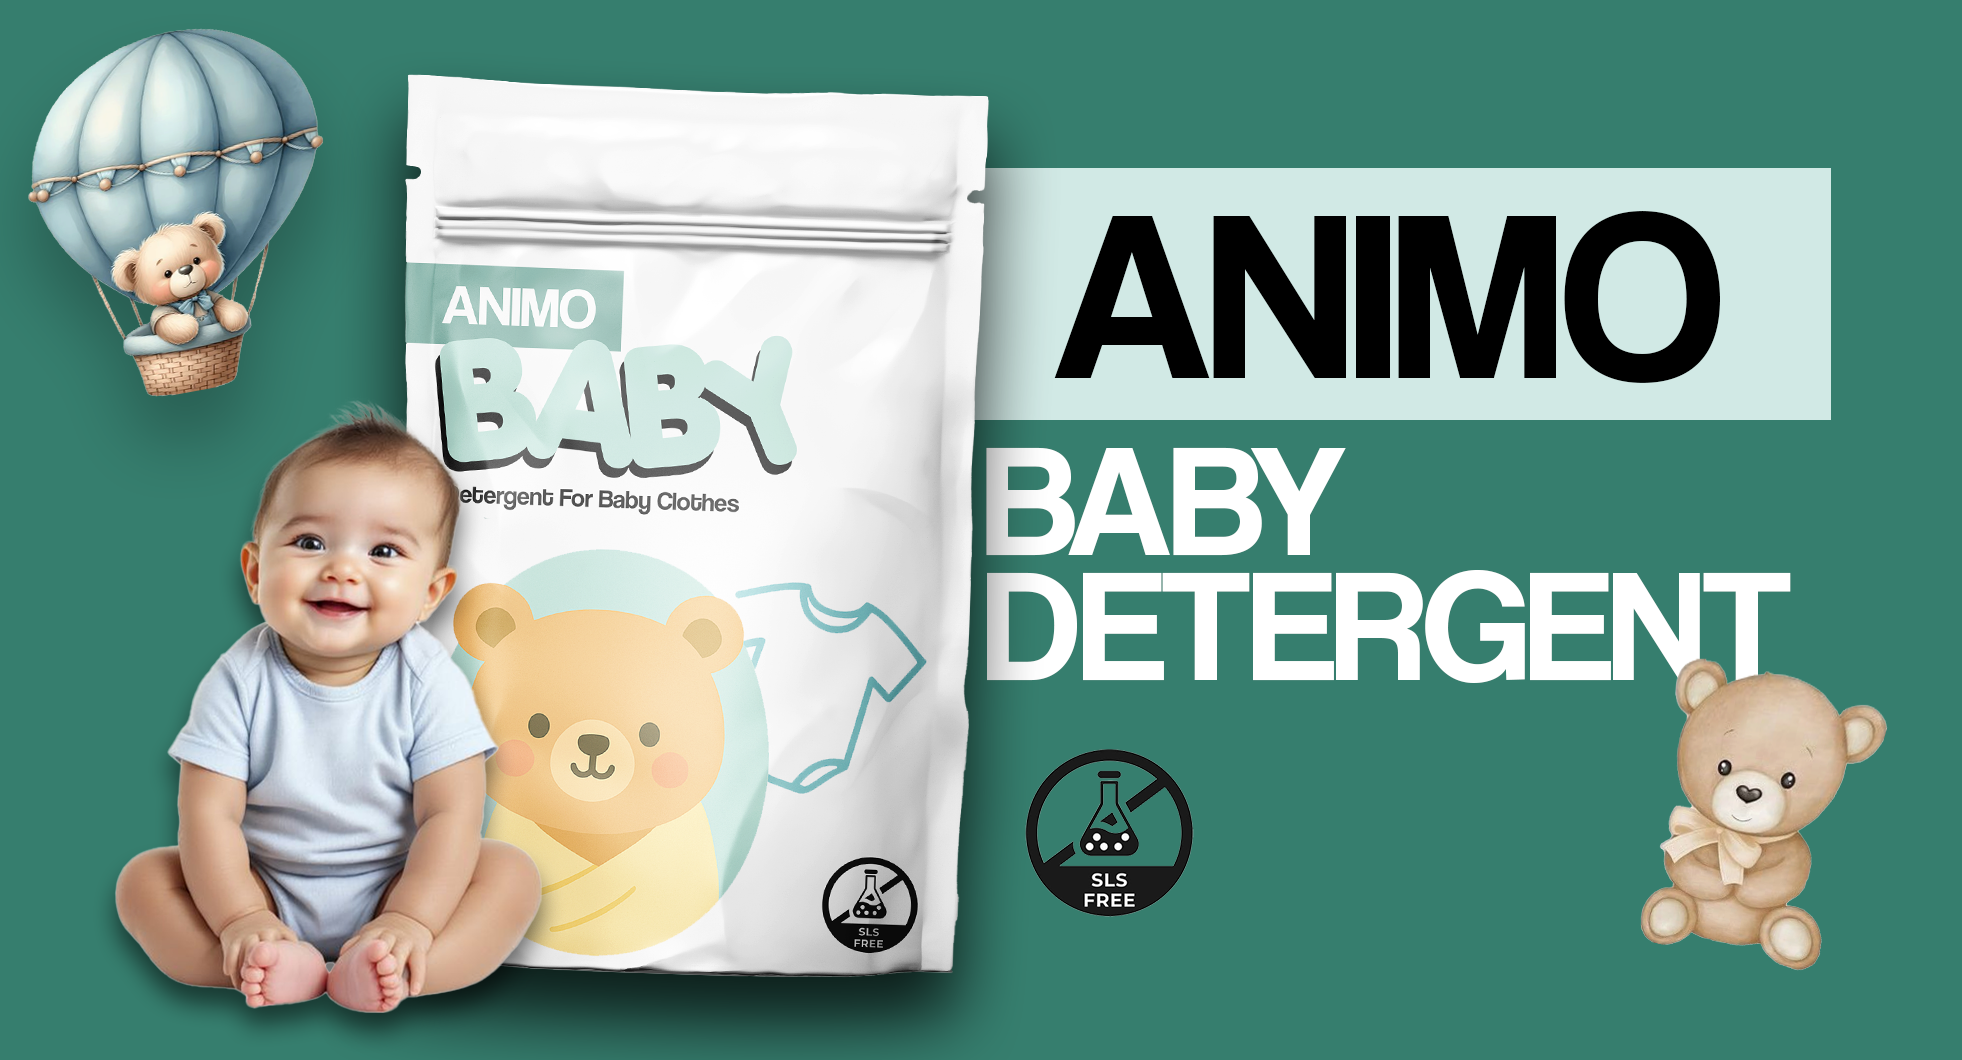 ANIMO
BABY
etergent For Baby Clothes
SLS
FREE
ANIMO
BABY
DETERGENT
SLS
FREE